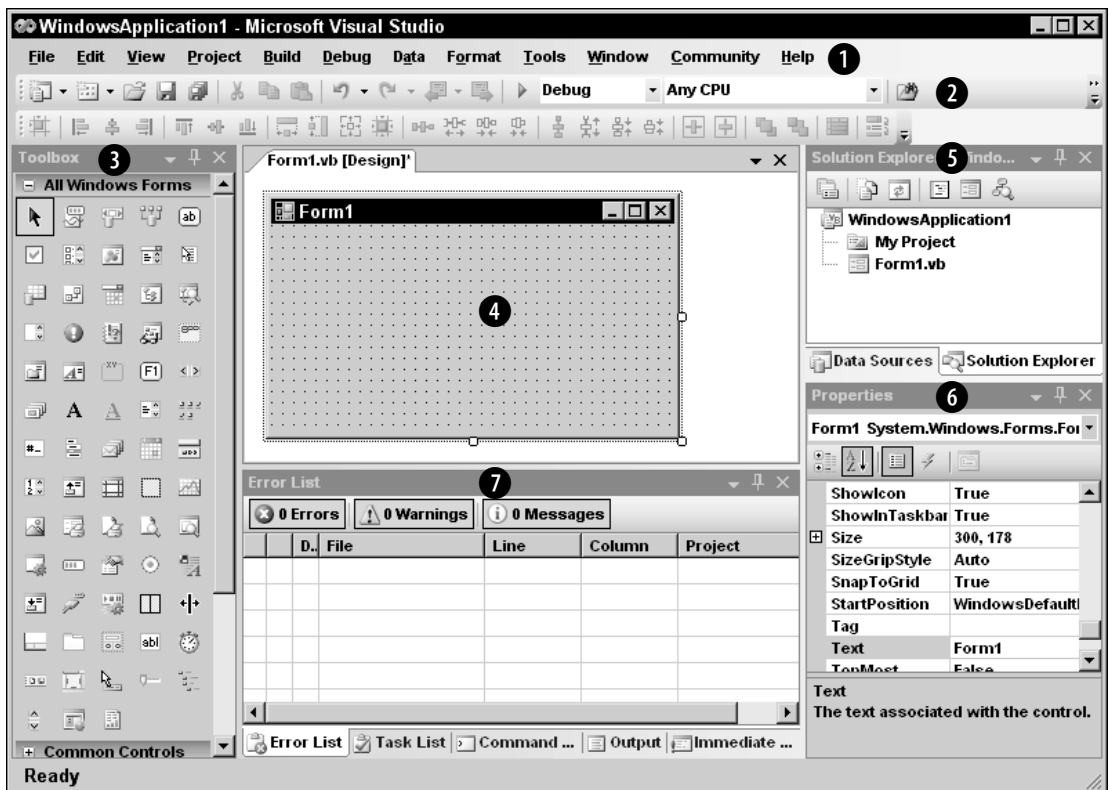 WindowsApplication1 - Microsoft Visual Studio
File Edit View Project Build Debug Data Format Tools Window Community Help 1
Debug Any CPU 2
Toolbox 3
All Windows Forms
Form1.vb [Design]*
Form1
4
Solution Explorer 5 Windo...
WindowsApplication1
My Project
Form1.vb
Data Sources Solution Explorer
Properties 6
Form1 System.Windows.Forms.For
ShowIcon True
ShowInTaskbar True
Size 300, 178
SizeGripStyle Auto
SnapToGrid True
StartPosition WindowsDefaultl
Tag
Text Form1
TopMost False
Text
The text associated with the control.
Error List 7
0 Errors 0 Warnings 0 Messages
D.. File Line Column Project
Error List Task List Command ... Output Immediate ...
Common Controls
Ready